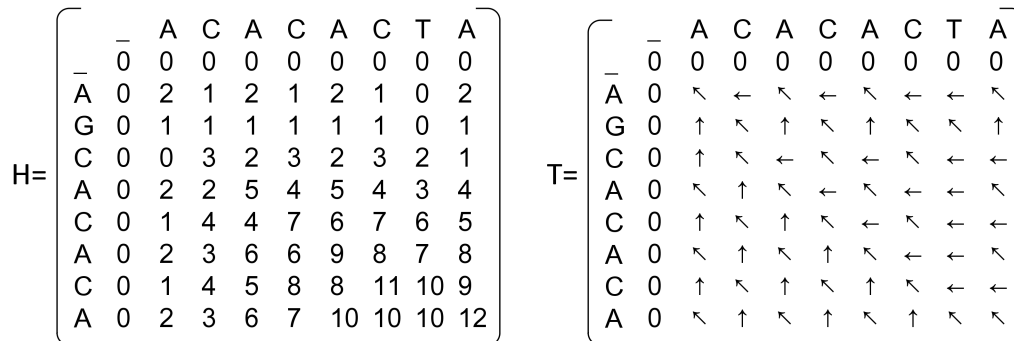 _ A C A C A C T A _ A C A C A C T A
_ 0 0 0 0 0 0 0 0 0 _ 0 0 0 0 0 0 0 0 0
A 0 2 1 2 1 2 1 0 2 A 0 ↖ ← ↖ ← ↖ ← ← ↖
G 0 1 1 1 1 1 1 0 1 G 0 ↑ ↖ ↑ ↖ ↑ ↖ ↖ ↑
H= C 0 0 3 2 3 2 3 2 1 T= C 0 ↑ ↖ ← ↖ ← ↖ ← ←
A 0 2 2 5 4 5 4 3 4 A 0 ↖ ↑ ↖ ← ↖ ← ← ↖
C 0 1 4 4 7 6 7 6 5 C 0 ↑ ↖ ↑ ↖ ← ↖ ← ←
A 0 2 3 6 6 9 8 7 8 A 0 ↖ ↑ ↖ ↑ ↖ ← ← ↖
C 0 1 4 5 8 8 11 10 9 C 0 ↑ ↖ ↑ ↖ ↑ ↖ ← ←
A 0 2 3 6 7 10 10 10 12 A 0 ↖ ↑ ↖ ↑ ↖ ↑ ↖ ↖